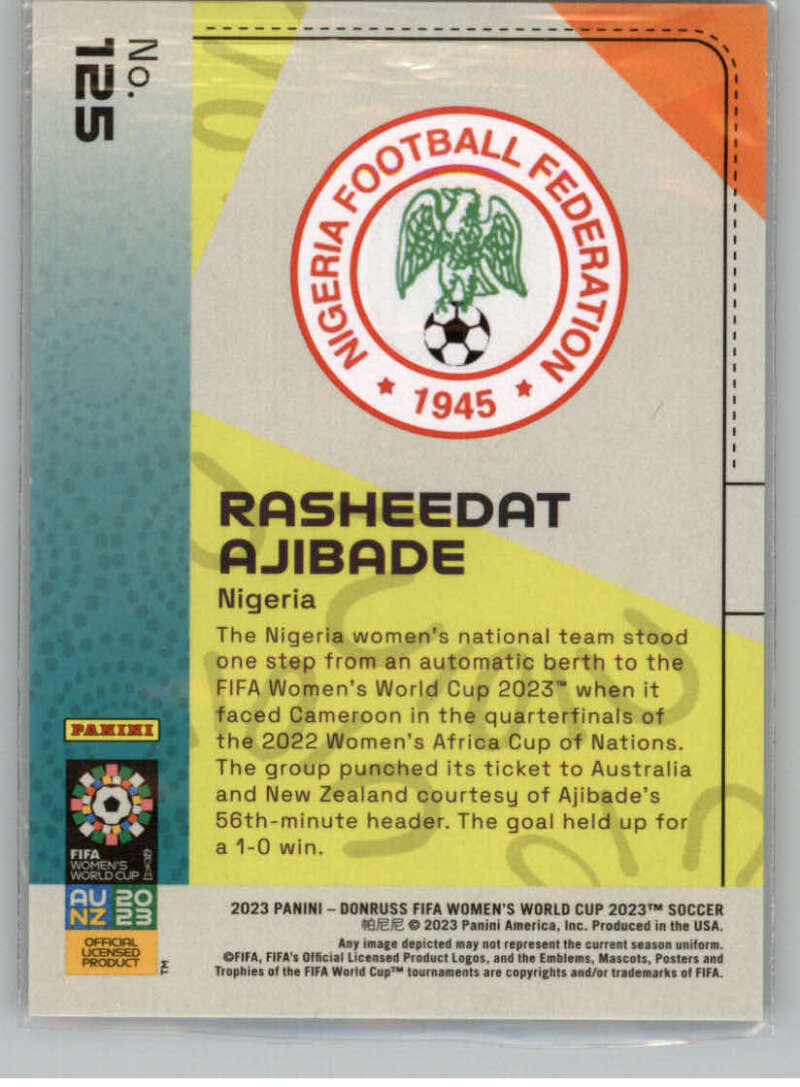 No.
125
NIGERIA FOOTBALL FEDERATION
1945
RASHEEDAT
AJIBADE
Nigeria
The Nigeria women's national team stood
one step from an automatic berth to the
FIFA Women's World Cup 2023™ when it
faced Cameroon in the quarterfinals of
the 2022 Women's Africa Cup of Nations.
The group punched its ticket to Australia
and New Zealand courtesy of Ajibade's
56th-minute header. The goal held up for
a 1-0 win.
PANINI
FIFA
WOMEN'S
WORLD CUP
AU 20
NZ 23
OFFICIAL
LICENSED
PRODUCT
TM
2023 PANINI – DONRUSS FIFA WOMEN'S WORLD CUP 2023™ SOCCER
帕尼尼 © 2023 Panini America, Inc. Produced in the USA.
Any image depicted may not represent the current season uniform.
©FIFA, FIFA's Official Licensed Product Logos, and the Emblems, Mascots, Posters and
Trophies of the FIFA World Cup™ tournaments are copyrights and/or trademarks of FIFA.